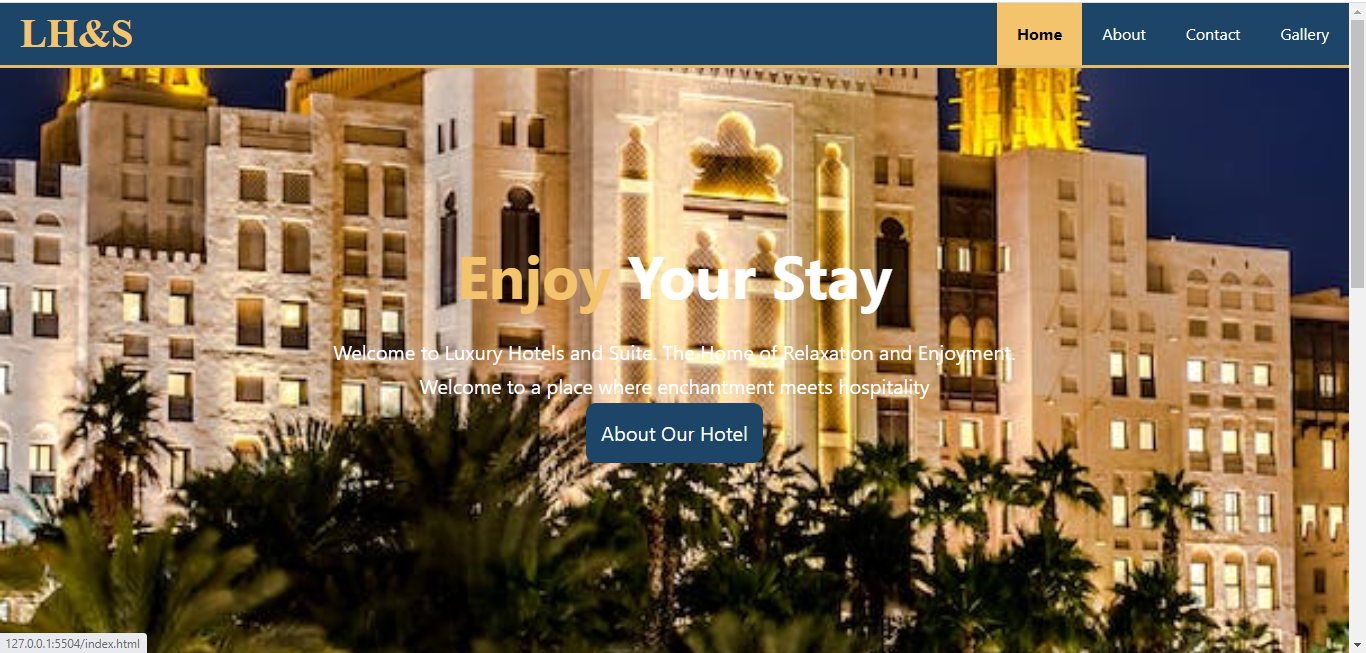 LH&S
Home About Contact Gallery
Enjoy Your Stay
Welcome to Luxury Hotels and Suite. The Home of Relaxation and Enjoyment.
Welcome to a place where enchantment meets hospitality
About Our Hotel
127.0.0.1:5504/index.html